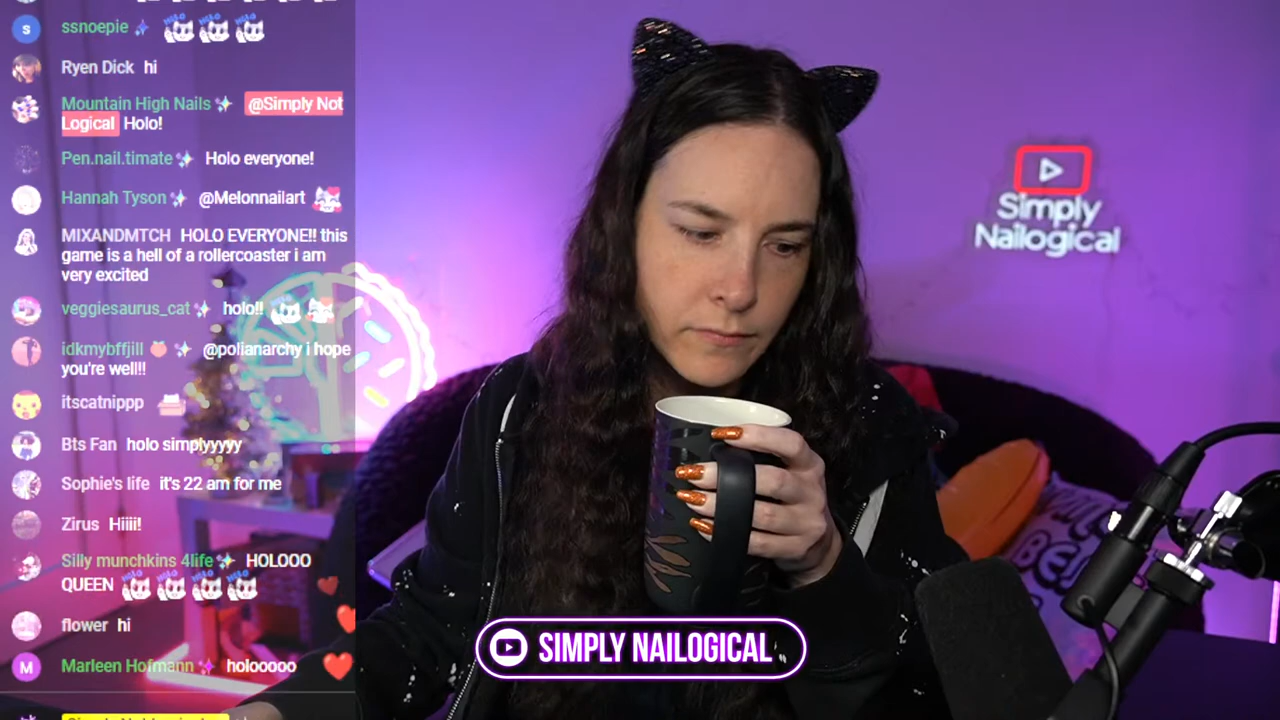 ssnoepie
Ryen Dick hi
Mountain High Nails @Simply Not
Logical Holo!
Pen.nail.timate Holo everyone!
Hannah Tyson @Melonnailart
MIXANDMTCH HOLO EVERYONE!! this
game is a hell of a rollercoaster i am
very excited
veggiesaurus_cat holo!!
idkmybffjill @polianarchy i hope
you're well!!
itscatnippp
Bts Fan holo simplyyyyy
Sophie's life it's 22 am for me
Zirus Hiiii!
Silly munchkins 4life HOLOOO
QUEEN
flower hi
M
Marleen Hofmann holooooo
Simply
Nailogical
SIMPLY NAILOGICAL